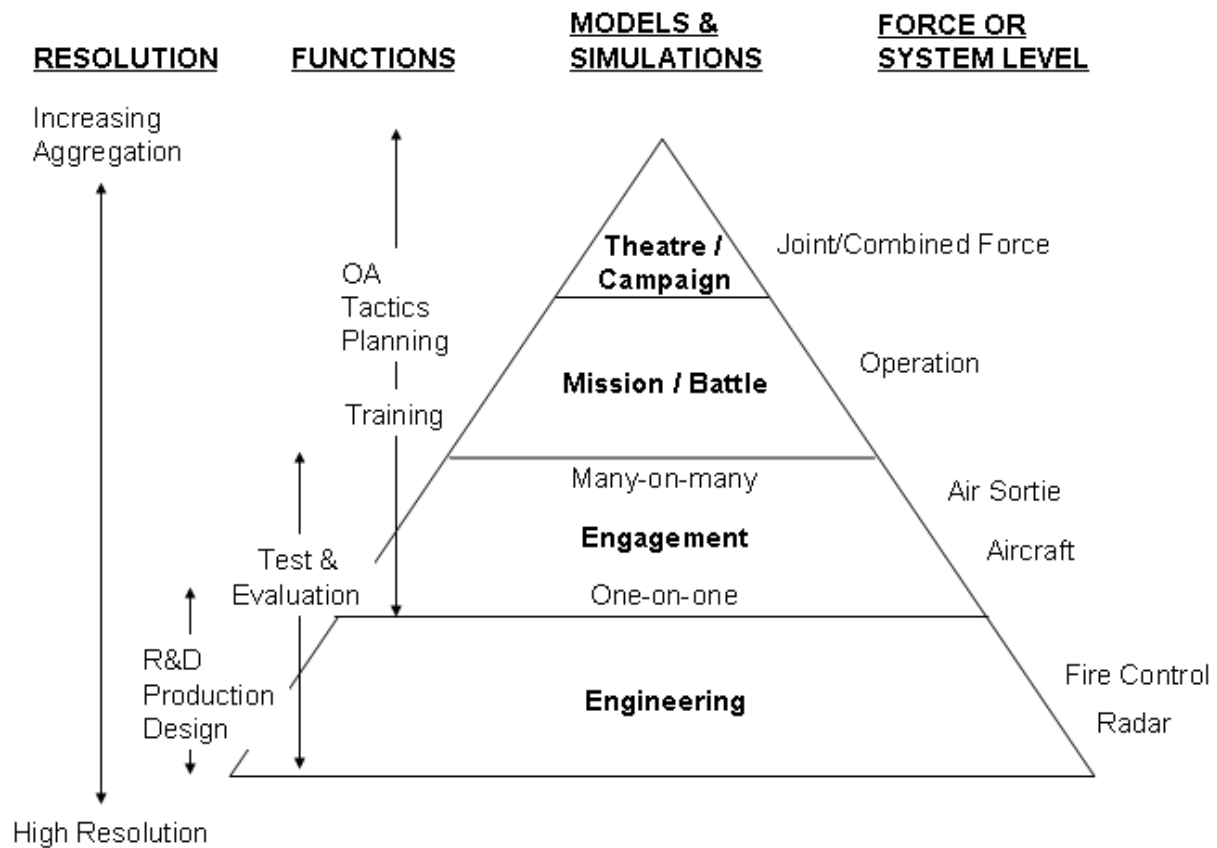 RESOLUTION
FUNCTIONS
MODELS &
SIMULATIONS
FORCE OR
SYSTEM LEVEL
Increasing
Aggregation
High Resolution
OA
Tactics
Planning
Training
Test &
Evaluation
R&D
Production
Design
Theatre /
Campaign
Mission / Battle
Many-on-many
Engagement
One-on-one
Engineering
Joint/Combined Force
Operation
Air Sortie
Aircraft
Fire Control
Radar